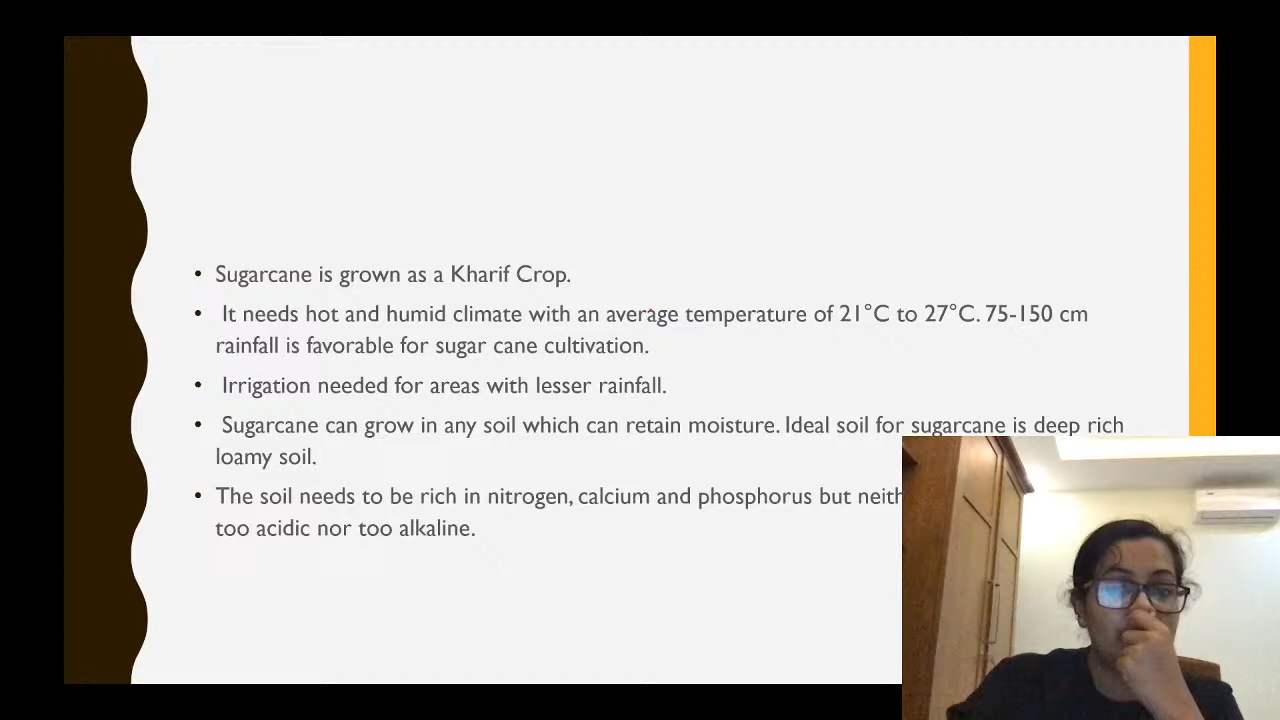 • Sugarcane is grown as a Kharif Crop.
• It needs hot and humid climate with an average temperature of 21°C to 27°C. 75-150 cm
rainfall is favorable for sugar cane cultivation.
• Irrigation needed for areas with lesser rainfall.
• Sugarcane can grow in any soil which can retain moisture. Ideal soil for sugarcane is deep rich
loamy soil.
• The soil needs to be rich in nitrogen, calcium and phosphorus but
too acidic nor too alkaline.